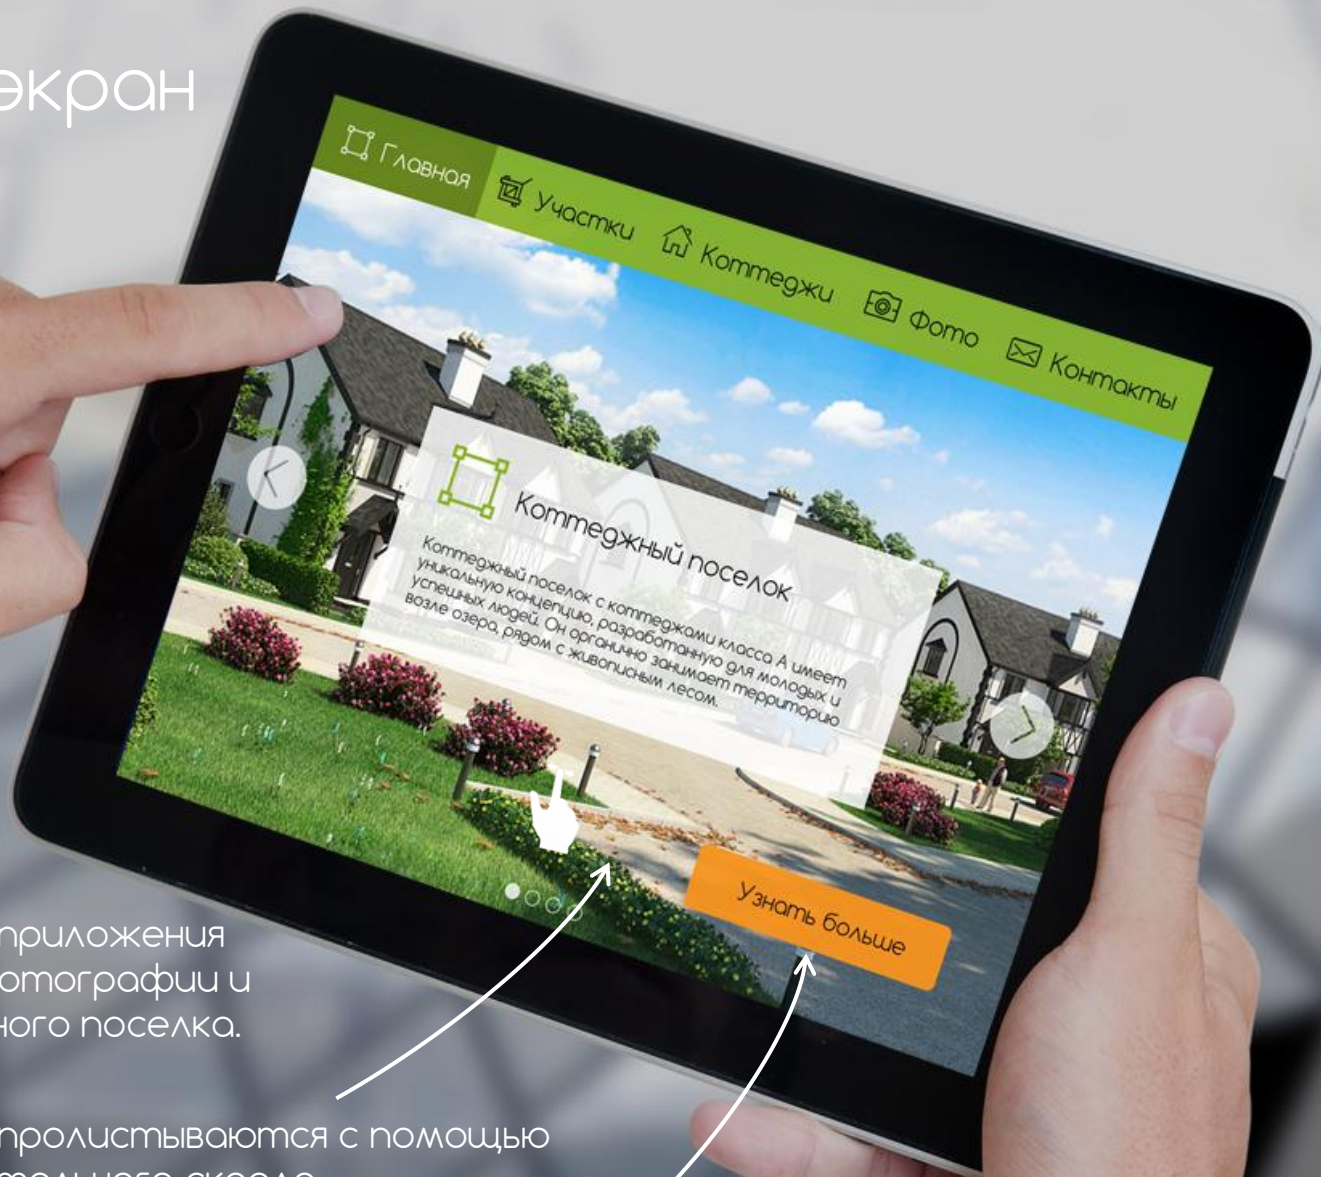 экран
Главная
Участки
Коттеджи
Фото
Контакты
Коттеджный поселок
Коттеджный поселок с коттеджами класса А имеет
уникальную концепцию, разработанную для молодых и
успешных людей. Он органично занимает территорию
возле озера, рядом с живописным лесом.
Узнать больше
приложения
фотографии и
ного поселка.
пролистываются с помощью